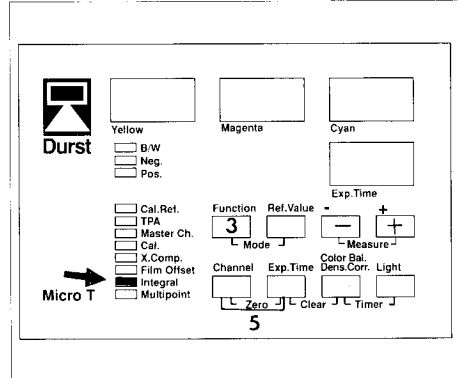 Durst
Yellow Magenta Cyan
B/W
Neg.
Pos.
Exp.Time
Cal.Ref.
TPA
Master Ch.
Cal.
X.Comp.
Film Offset
Integral
Multipoint
Micro T
Function Ref.Value - +
3 − +
Mode Measure
Channel Exp.Time Color Bal. Dens.Corr. Light
Zero Clear Timer
5